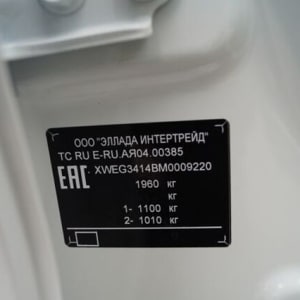 ООО "ЭЛЛАДА ИНТЕРТРЕЙД"
ТС RU E-RU.АЯ04.00385
EAC XWEG3414BM0009220
1960 кг
кг
1- 1100 кг
2- 1010 кг